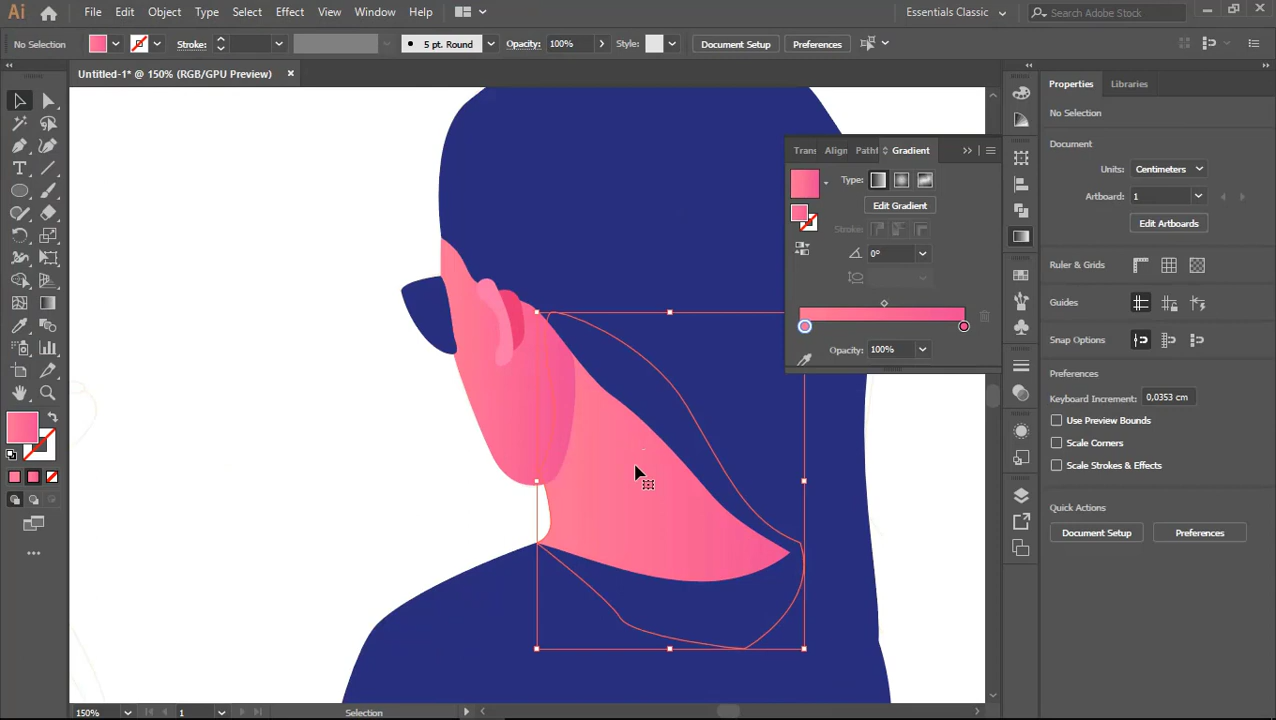 Ai File Edit Object Type Select Effect View Window Help Essentials Classic Search Adobe Stock
No Selection Stroke: 5 pt. Round Opacity: 100% Style: Document Setup Preferences
Untitled-1* @ 150% (RGB/GPU Preview)
Properties Libraries
No Selection
Document
Units: Centimeters
Artboard: 1
Edit Artboards
Ruler & Grids
Guides
Snap Options
Preferences
Keyboard Increment: 0,0353 cm
Use Preview Bounds
Scale Corners
Scale Strokes & Effects
Quick Actions
Document Setup Preferences
Trans Align Pathf Gradient
Type:
Edit Gradient
Stroke:
0°
Opacity: 100%
150% 1 Selection